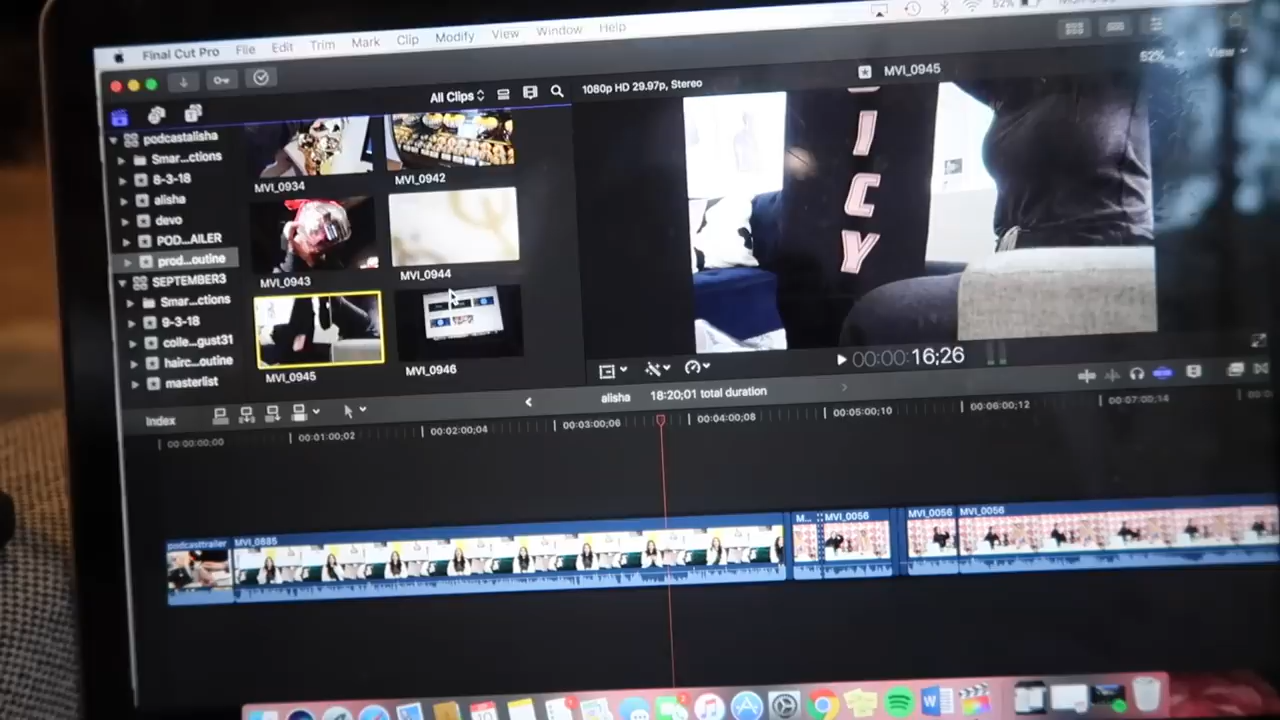 Final Cut Pro File Edit Trim Mark Clip Modify View Window Help 52%
All Clips
1080p HD 29.97p, Stereo
MVI_0945
52%
View
podcastalisha
Smar...ctions
8-3-18
alisha
devo
POD...AILER
prod...outine
SEPTEMBER3
Smar...ctions
9-3-18
colle...gust31
hairc...outine
masterlist
MVI_0934
MVI_0942
MVI_0943
MVI_0944
MVI_0945
MVI_0946
ICY
00:00:16;26
Index
alisha
18:20;01 total duration
00:00:00;00
00:01:00;02
00:02:00;04
00:03:00;06
00:04:00;08
00:05:00;10
00:06:00;12
00:07:00;14
podcasttrailer
MVI_0885
M...
MVI_0056
MVI_0056
MVI_0056